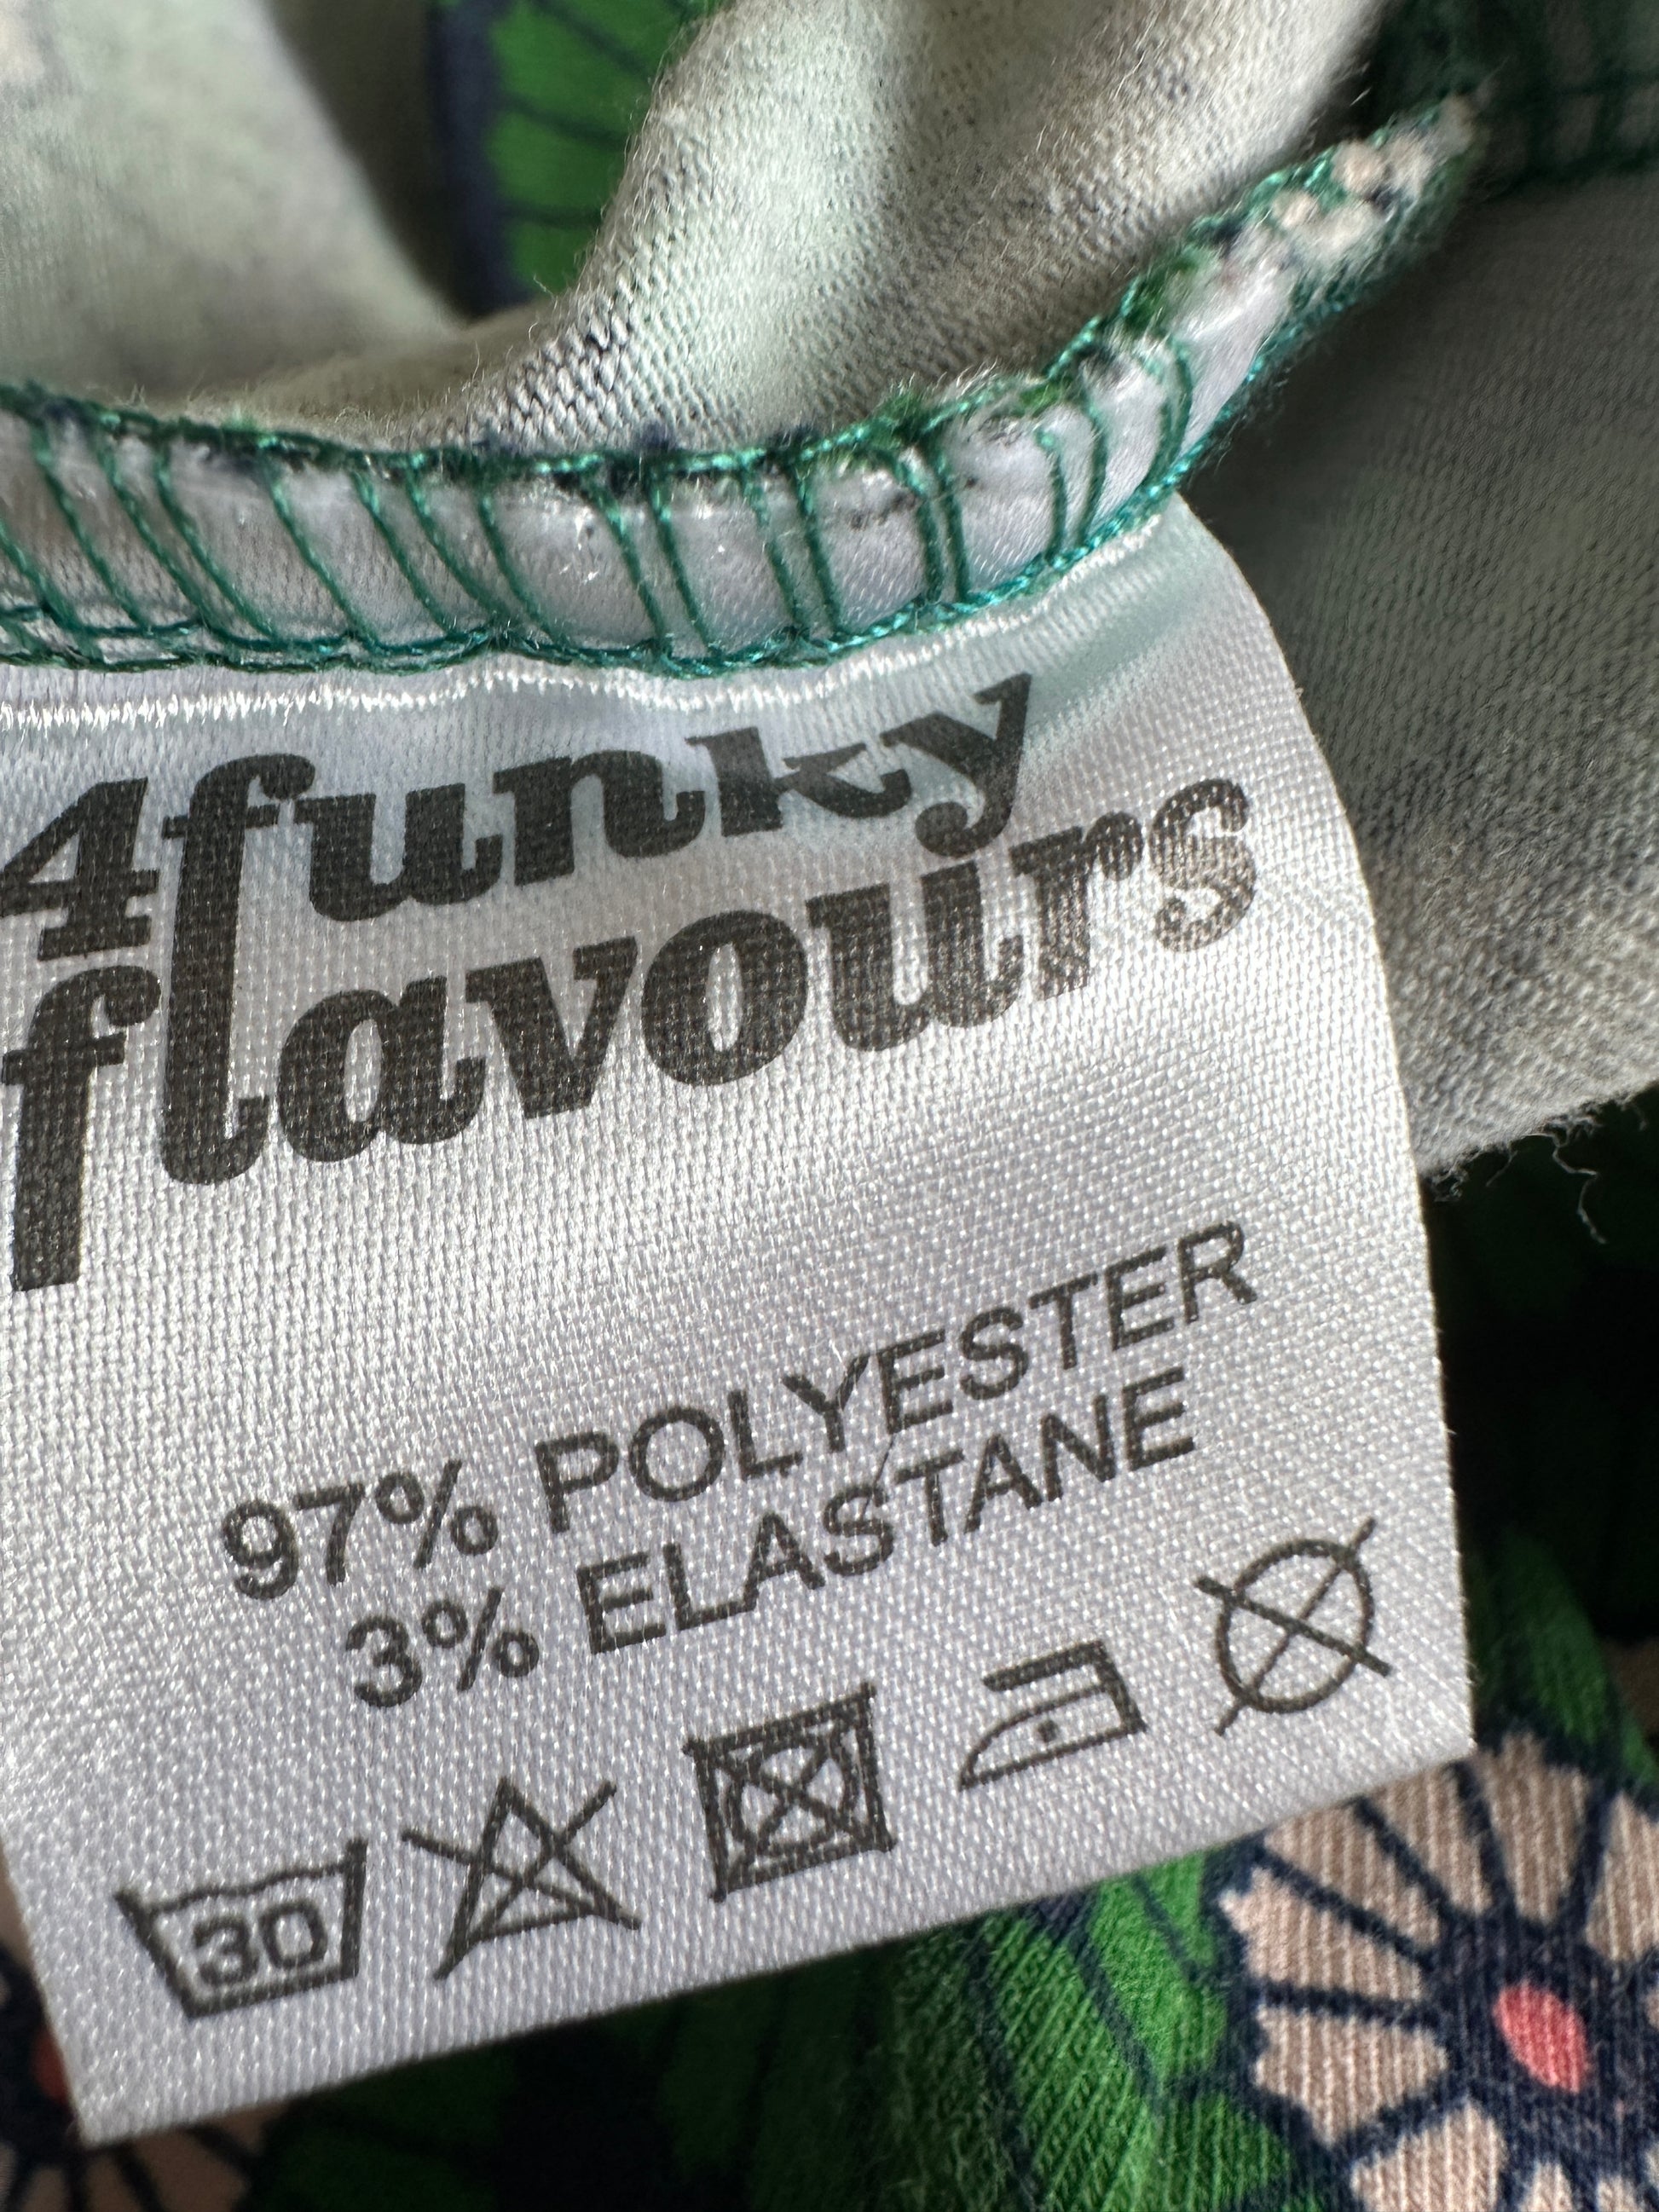 4funky
flavours
97% POLYESTER
3% ELASTANE
30